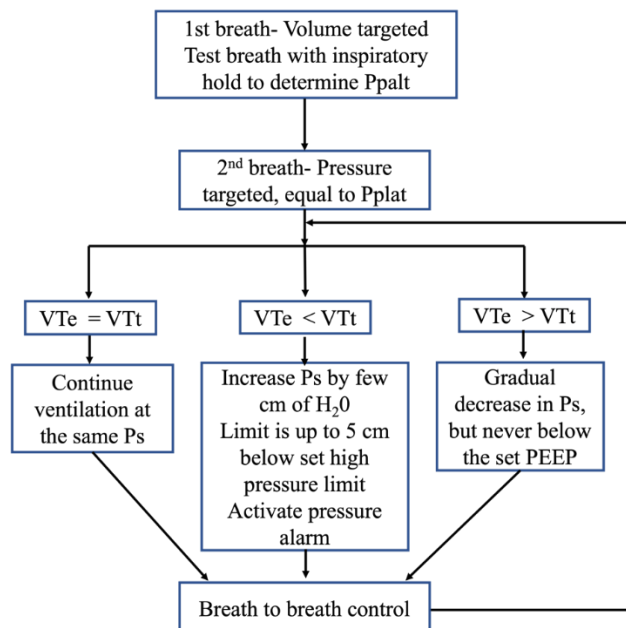 1st breath- Volume targeted
Test breath with inspiratory
hold to determine Ppalt
2nd breath- Pressure
targeted, equal to Pplat
VTe = VTt
VTe < VTt
VTe > VTt
Continue
ventilation at
the same Ps
Increase Ps by few
cm of H₂0
Limit is up to 5 cm
below set high
pressure limit
Activate pressure
alarm
Gradual
decrease in Ps,
but never below
the set PEEP
Breath to breath control